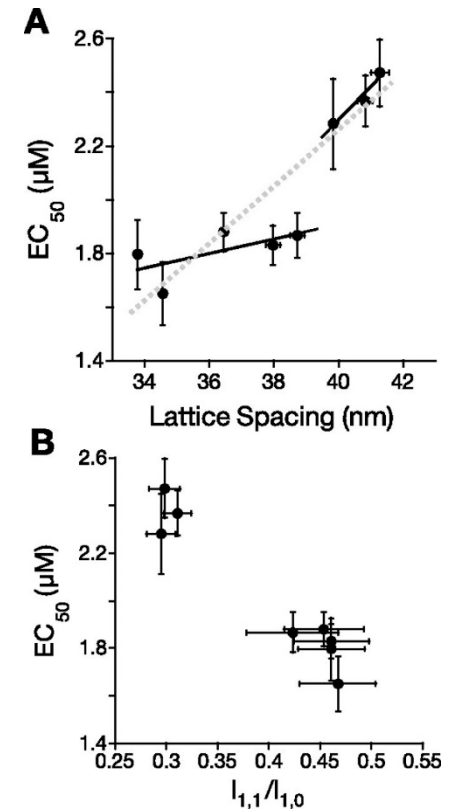 A
2.6
2.2
1.8
1.4
EC50 (µM)
34 36 38 40 42
Lattice Spacing (nm)
B
2.6
2.2
1.8
1.4
EC50 (µM)
0.25 0.3 0.35 0.4 0.45 0.5 0.55
I1,1/I1,0